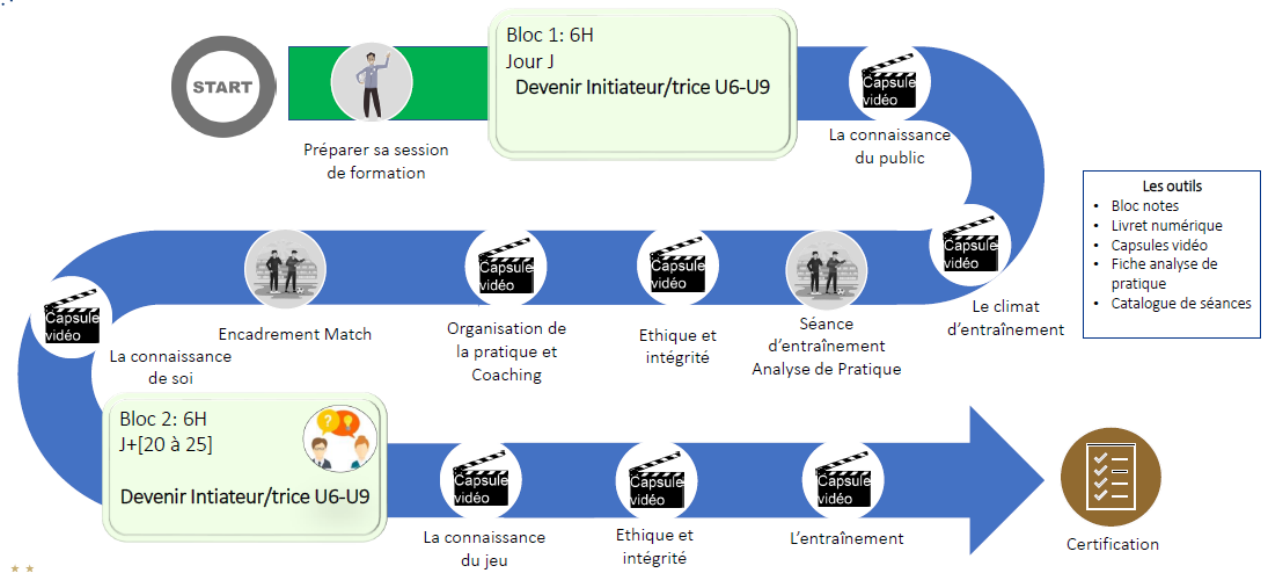 START
Préparer sa session
de formation
Bloc 1: 6H
Jour J
Devenir Initiateur/trice U6-U9
Capsule
vidéo
La connaissance
du public
Les outils
• Bloc notes
• Livret numérique
• Capsules vidéo
• Fiche analyse de
pratique
• Catalogue de séances
Capsule
vidéo
Le climat
d'entraînement
Séance
d'entraînement
Analyse de Pratique
Capsule
vidéo
Ethique et
intégrité
Capsule
vidéo
Organisation de
la pratique et
Coaching
Encadrement Match
Capsule
vidéo
La connaissance
de soi
Bloc 2: 6H
J+[20 à 25]
Devenir Intiateur/trice U6-U9
Capsule
vidéo
La connaissance
du jeu
Capsule
vidéo
Ethique et
intégrité
Capsule
vidéo
L'entraînement
Certification